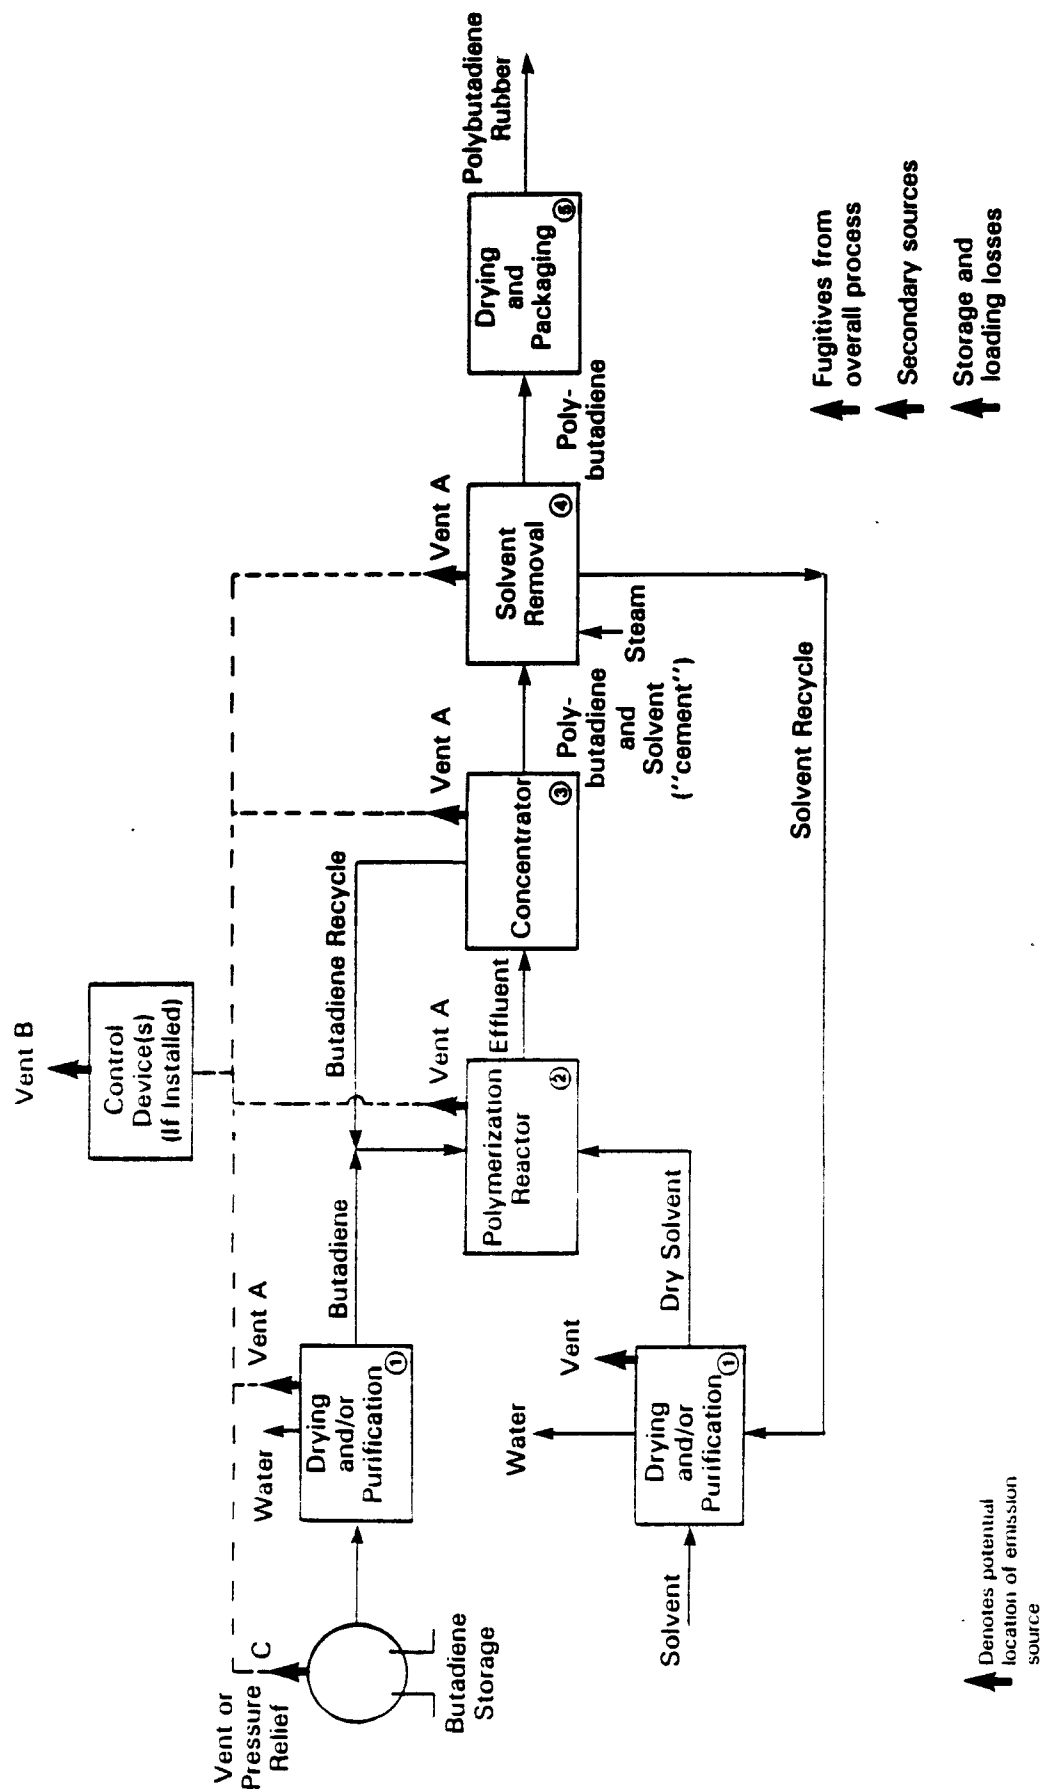 Vent B
Control
Device(s)
(If Installed)
Vent or
Pressure
Relief
C
Butadiene
Storage
Water
Vent A
Drying
and/or
Purification
1
Butadiene
Butadiene Recycle
Solvent
Water
Vent
Drying
and/or
Purification
1
Dry Solvent
Vent A
Polymerization
Reactor
2
Effluent
Vent A
Concentrator
3
Poly-
butadiene
and
Solvent
(''cement'')
Vent A
Solvent
Removal
4
Steam
Solvent Recycle
Poly-
butadiene
Drying
and
Packaging
5
Polybutadiene
Rubber
Fugitives from
overall process
Secondary sources
Storage and
loading losses
Denotes potential
location of emission
source